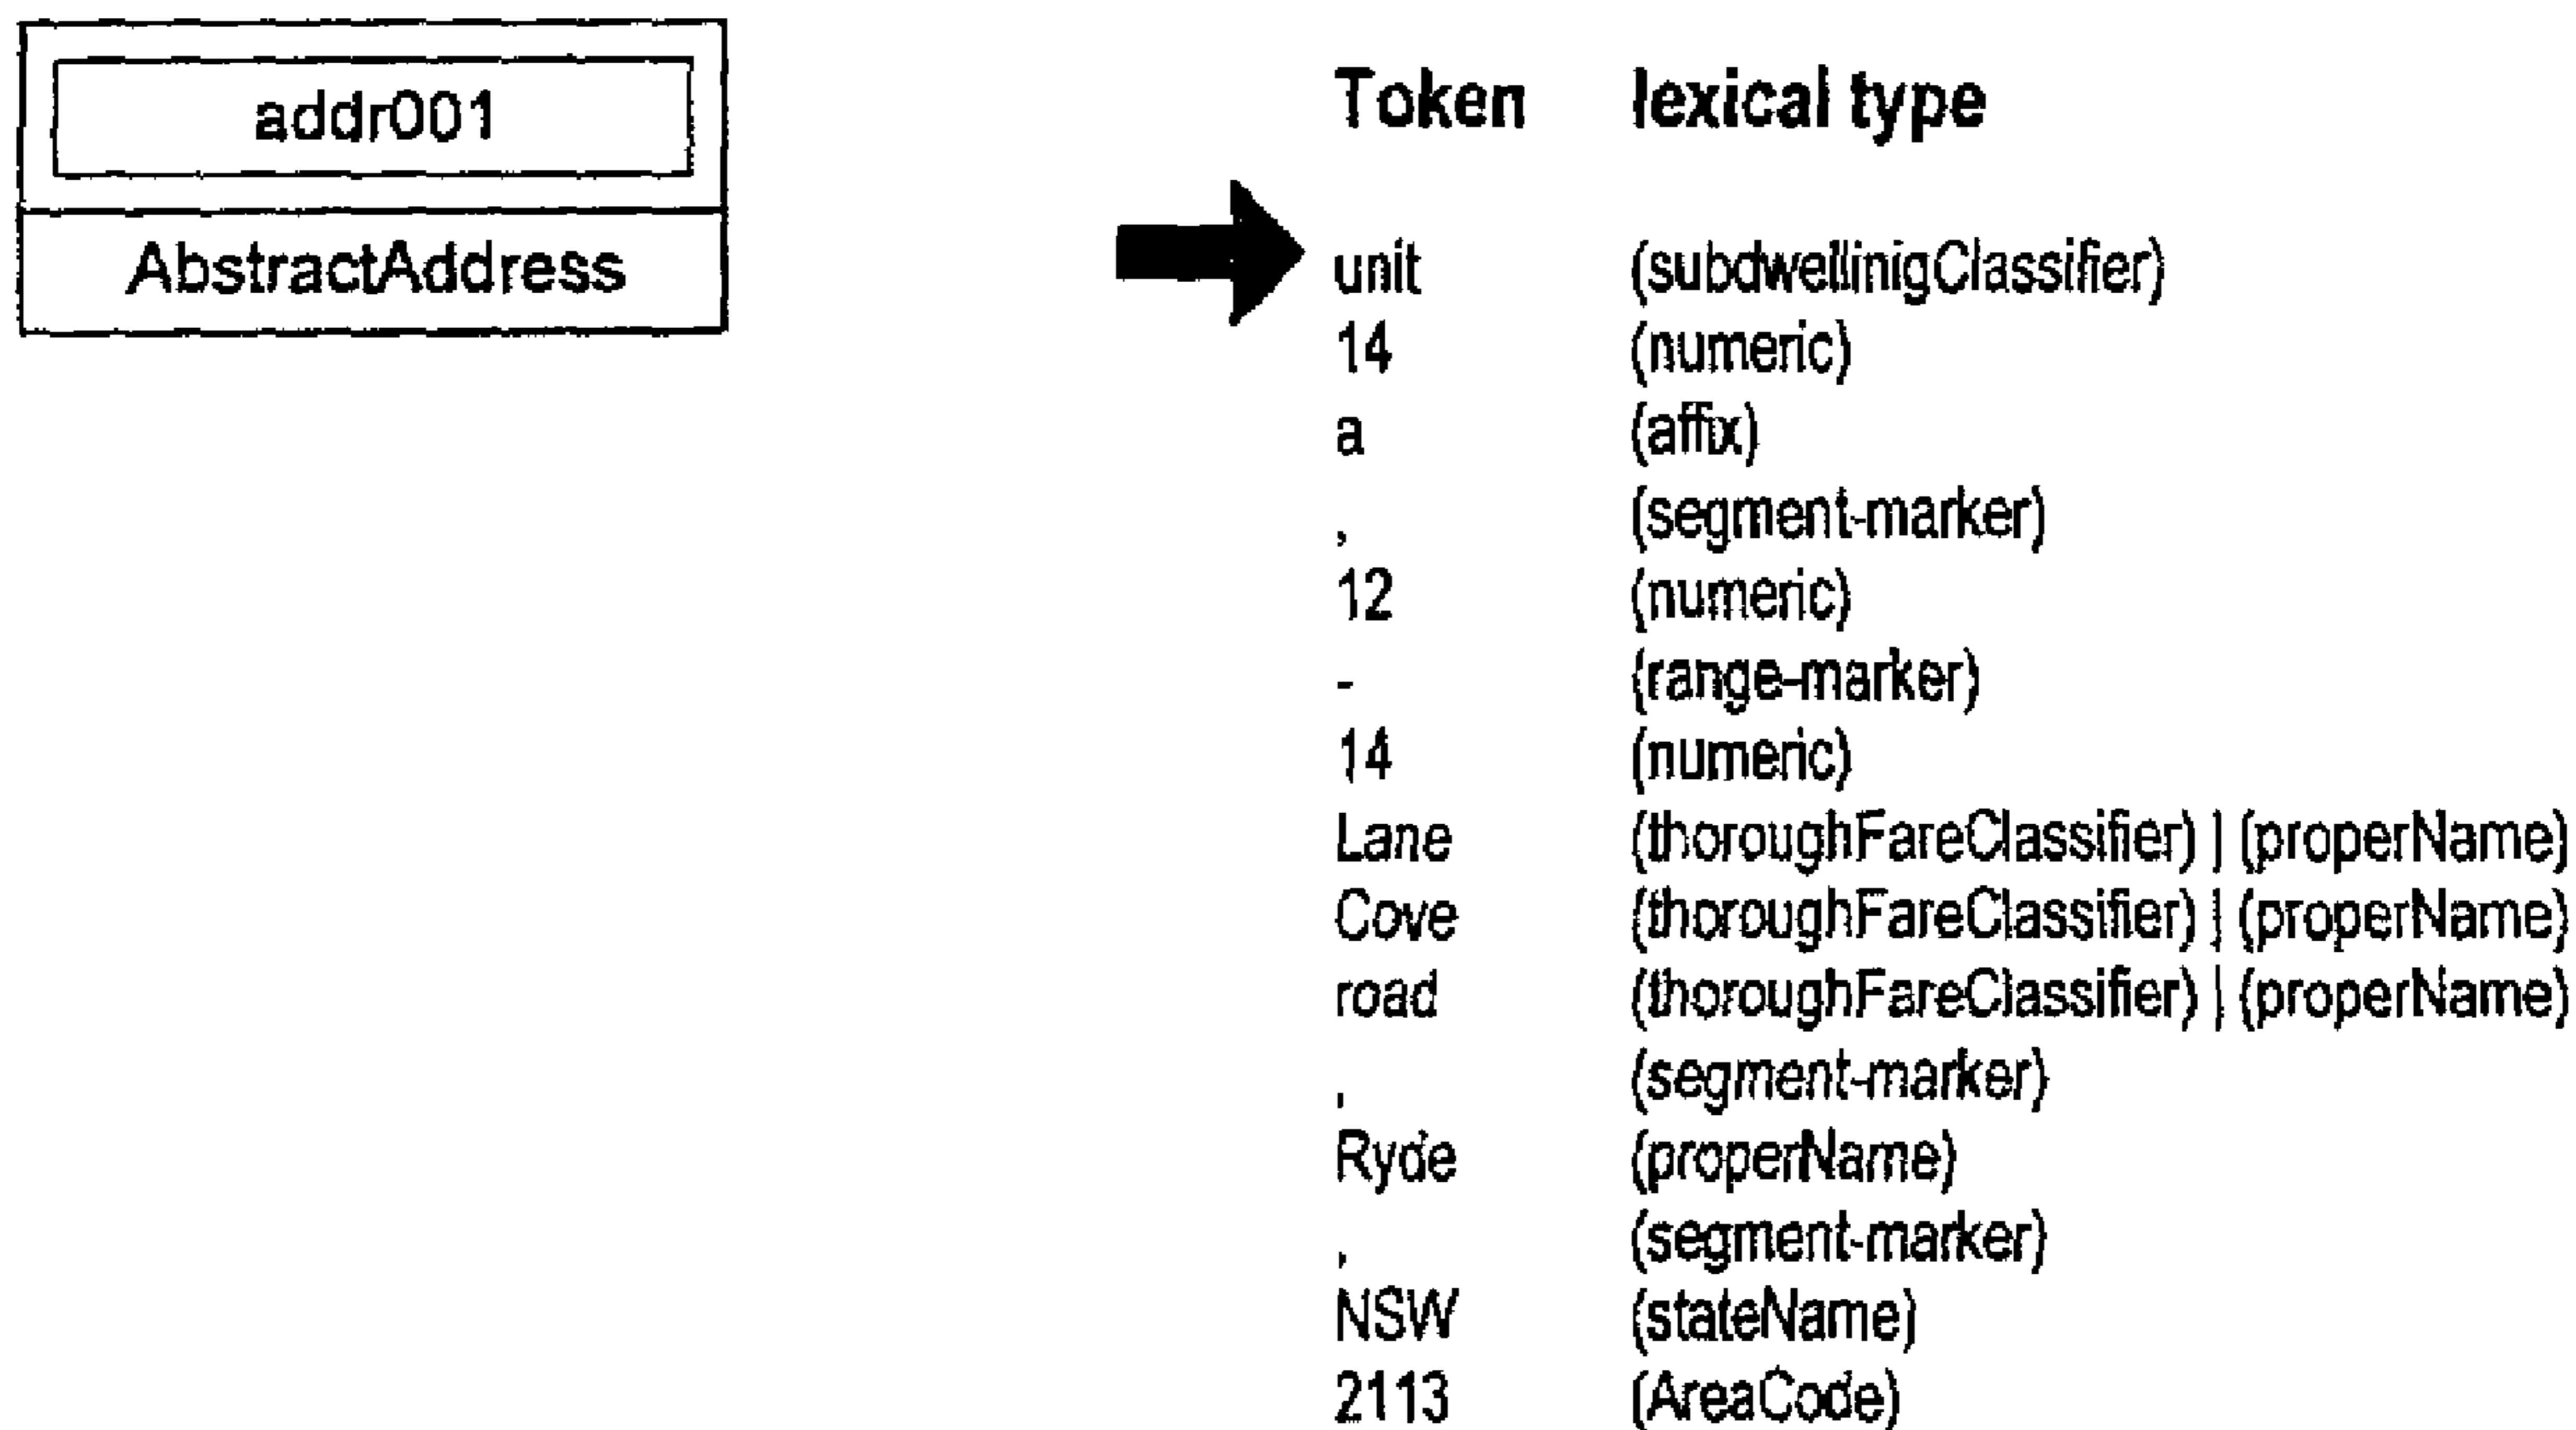 addr001
AbstractAddress
Token lexical type
unit (subdwellinigClassifier)
14 (numeric)
a (affix)
, (segment-marker)
12 (numeric)
- (range-marker)
14 (numeric)
Lane (thoroughFareClassifier) | (properName)
Cove (thoroughFareClassifier) | (properName)
road (thoroughFareClassifier) | (properName)
, (segment-marker)
Ryde (properName)
, (segment-marker)
NSW (stateName)
2113 (AreaCode)